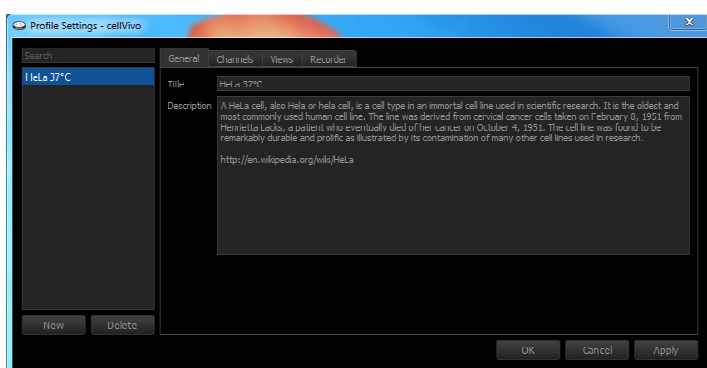 Profile Settings - cellVivo
X
Search
General Channels Views Recorder
HeLa 37°C
Title HeLa 37°C
Description A HeLa cell, also Hela or hela cell, is a cell type in an immortal cell line used in scientific research. It is the oldest and
most commonly used human cell line. The line was derived from cervical cancer cells taken on February 8, 1951 from
Henrietta Lacks, a patient who eventually died of her cancer on October 4, 1951. The cell line was found to be
remarkably durable and prolific as illustrated by its contamination of many other cell lines used in research.
http://en.wikipedia.org/wiki/HeLa
New Delete
OK Cancel Apply